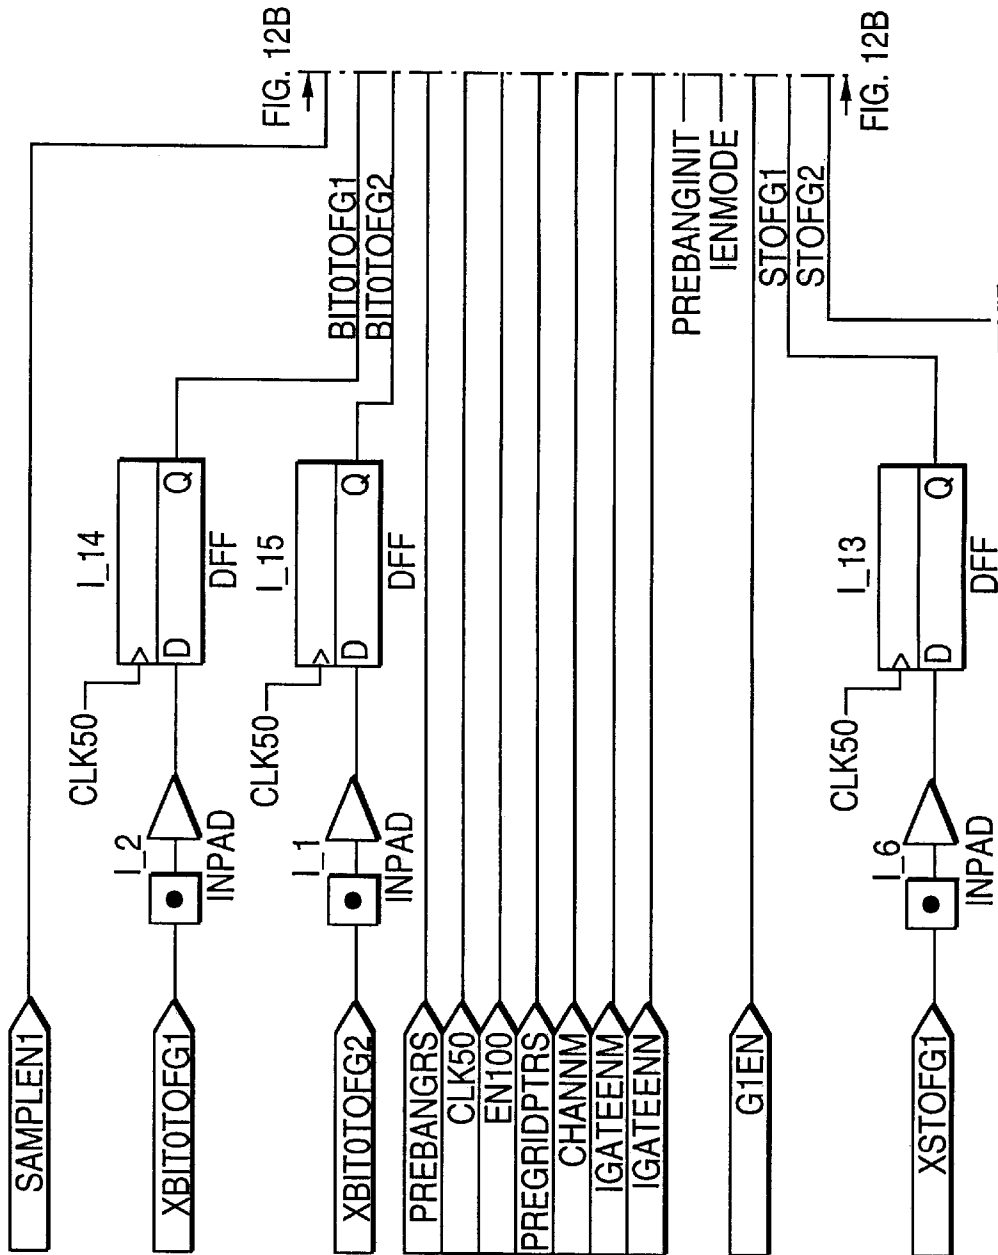 FIG. 12B
SAMPLEN1
I_14
CLK50
I_2
D
Q
XBIT0TOFG1
INPAD
DFF
BIT0TOFG1
BIT0TOFG2
I_15
CLK50
I_1
D
Q
XBIT0TOFG2
INPAD
DFF
PREBANGRS
CLK50
EN100
PREGRIDPTRS
CHANNM
IGATEENM
IGATEENN
PREBANGINIT
IENMODE
G1EN
STOFG1
STOFG2
FIG. 12B
I_13
CLK50
I_6
D
Q
XSTOFG1
INPAD
DFF